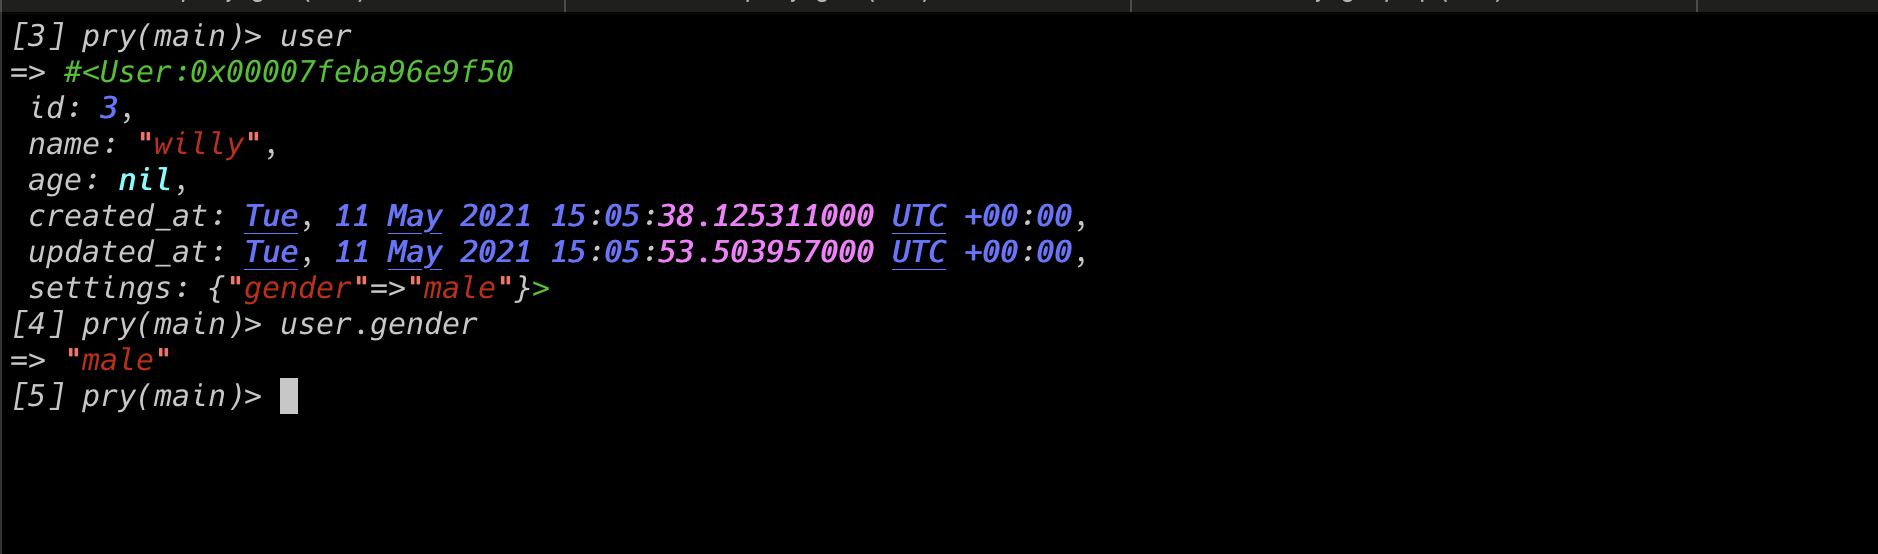 [3] pry(main)> user
=> #<User:0x00007feba96e9f50
 id: 3,
 name: "willy",
 age: nil,
 created_at: Tue, 11 May 2021 15:05:38.125311000 UTC +00:00,
 updated_at: Tue, 11 May 2021 15:05:53.503957000 UTC +00:00,
 settings: {"gender"=>"male"}>
[4] pry(main)> user.gender
=> "male"
[5] pry(main)>